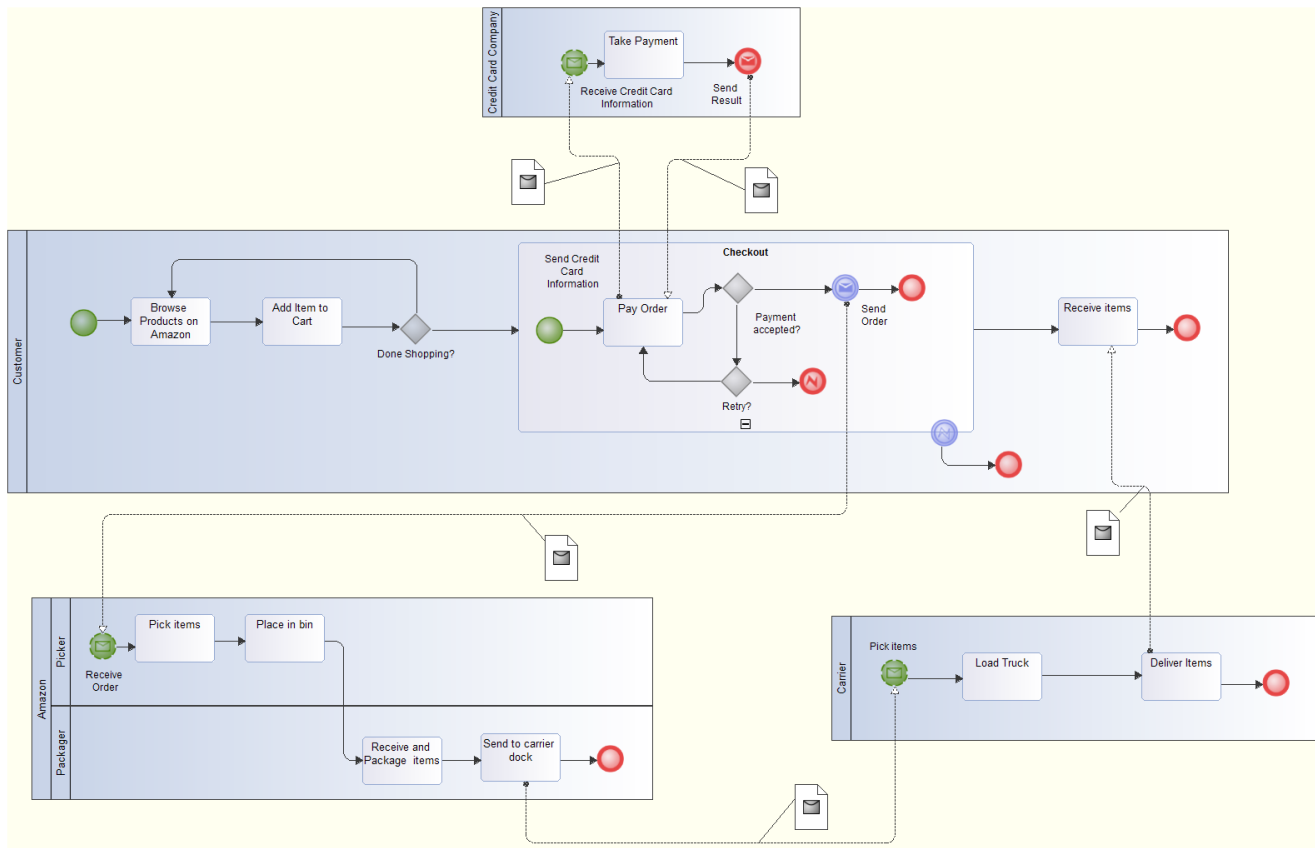 Credit Card Company
Take Payment
Receive Credit Card
Information
Send
Result
Customer
Checkout
Send Credit
Card
Information
Browse
Products on
Amazon
Add Item to
Cart
Done Shopping?
Pay Order
Payment
accepted?
Send
Order
Retry?
Receive items
Amazon
Picker
Pick items
Place in bin
Receive
Order
Packager
Receive and
Package  items
Send to carrier
dock
Carrier
Pick items
Load Truck
Deliver Items